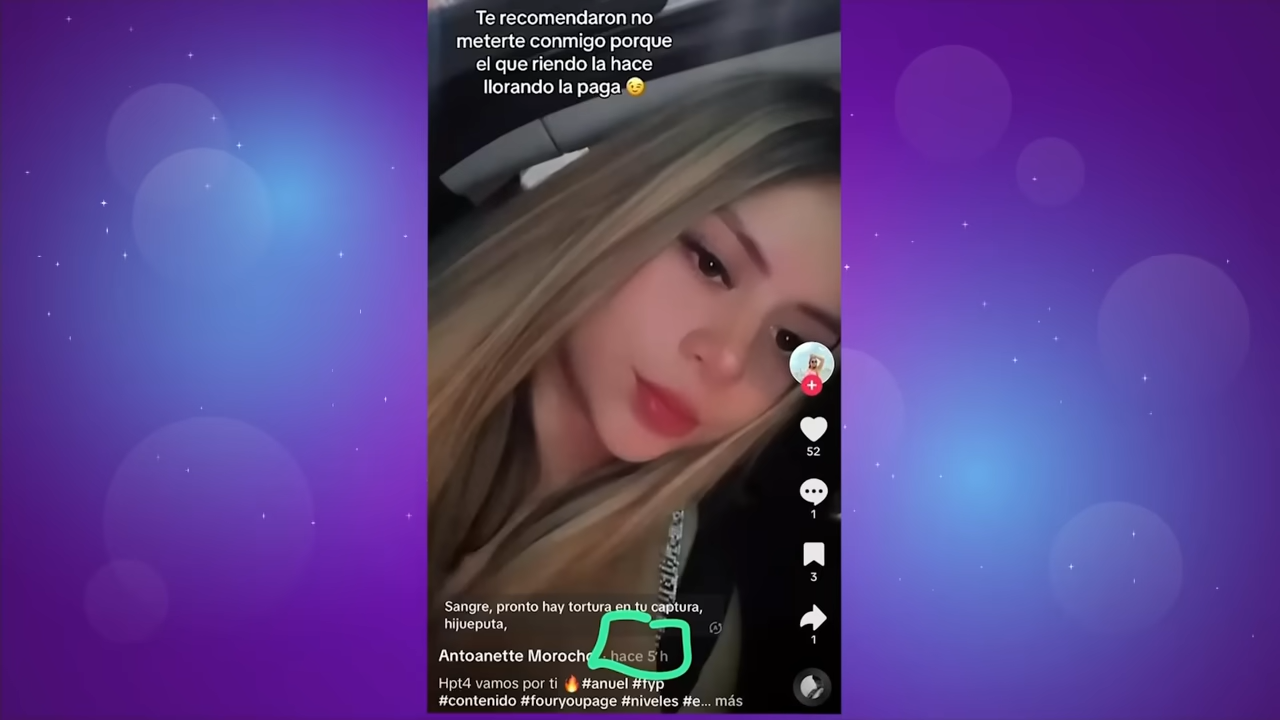 Te recomendaron no
meterte conmigo porque
el que riendo la hace
llorando la paga 😉
52
1
3
1
Sangre, pronto hay tortura en tu captura,
hijueputa,
Antoanette Morocho · hace 5 h
Hpt4 vamos por ti 🔥#anuel #fyp
#contenido #fouryoupage #niveles #e... más